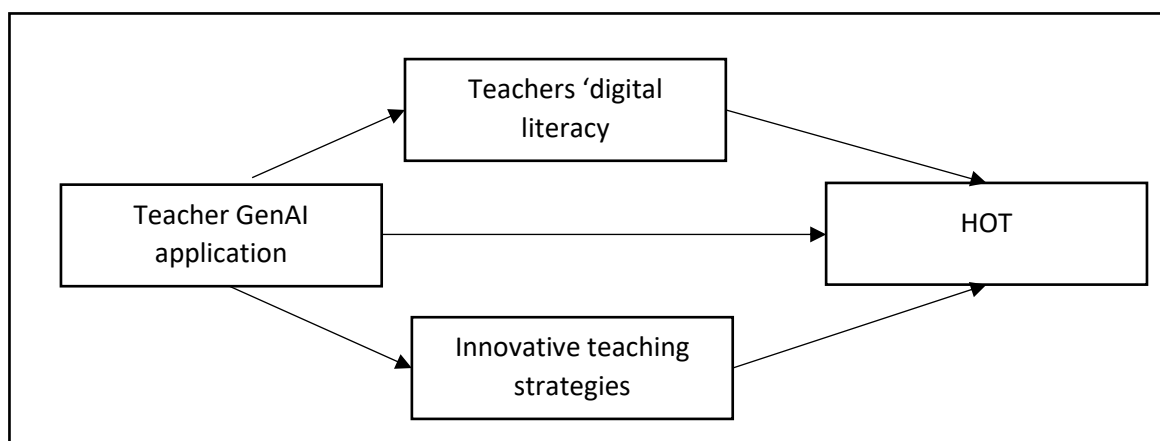 Teachers ‘digital
literacy
Teacher GenAI
application
HOT
Innovative teaching
strategies